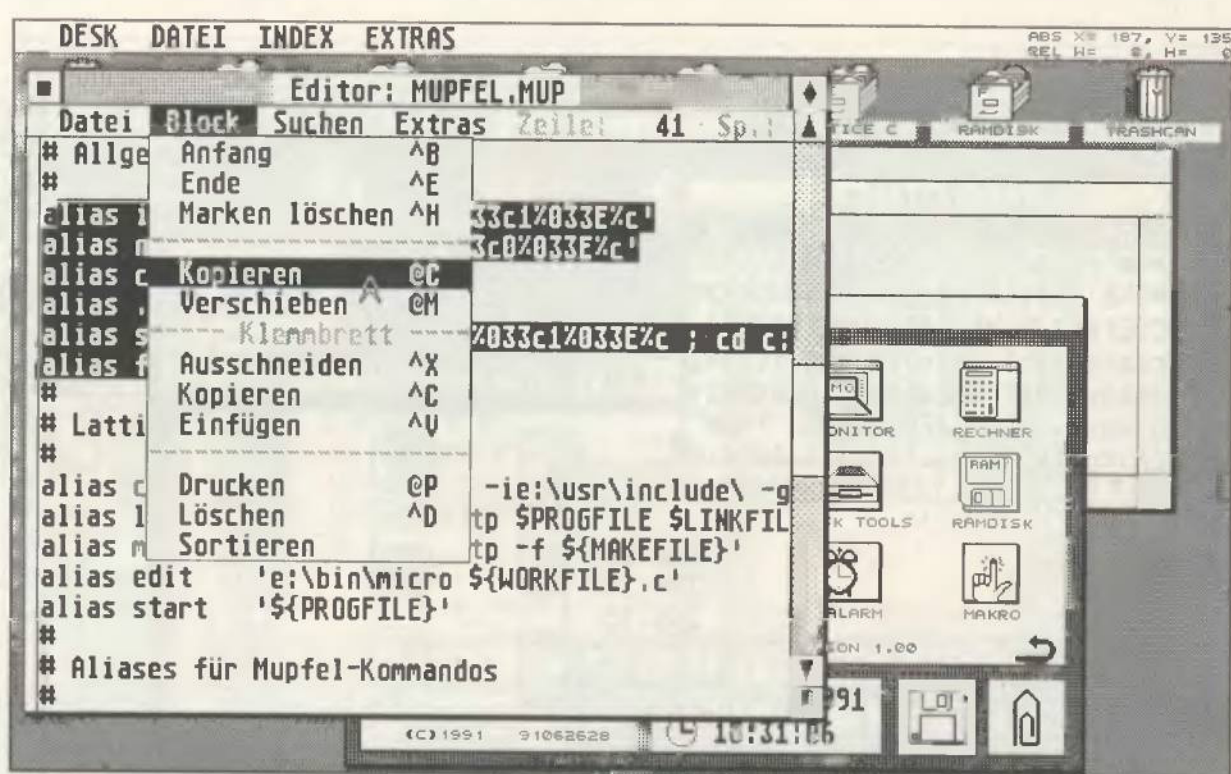 DESK DATEI INDEX EXTRAS
ABS X= 187, Y= 135
REL W= 0, H= 0
Editor: MUPFEL.MUP
Datei Block Suchen Extras Zeile: 41 Sp.:
TICE C RAMDISK TRASHCAN
# Allge
#
alias i 33c1%033E%c'
alias n 3c0%033E%c'
alias c
alias .
alias s %033c1%033E%c ; cd c:
alias f
#
# Latti
#
alias c -ie:\usr\include\ -g
alias l tp $PROGFILE $LINKFIL
alias m tp -f ${MAKEFILE}'
alias edit 'e:\bin\micro ${WORKFILE}.c'
alias start '${PROGFILE}'
#
# Aliases für Mupfel-Kommandos
#
Anfang ^B
Ende ^E
Marken löschen ^H
Kopieren @C
Verschieben @M
Klemmbrett
Ausschneiden ^X
Kopieren ^C
Einfügen ^V
Drucken @P
Löschen ^D
Sortieren
MO
ONITOR RECHNER
RAM
K TOOLS RAMDISK
ALARM MAKRO
ION 1.00
991
(C) 1991 91062628